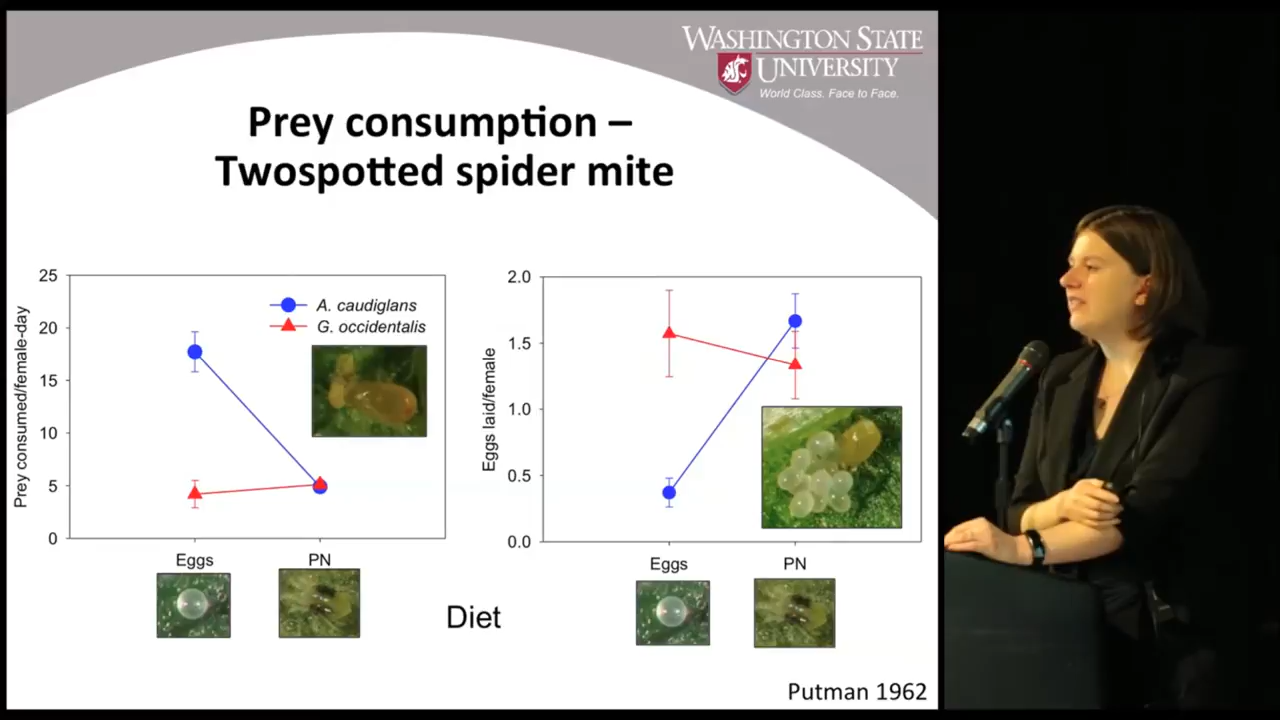 WASHINGTON STATE
UNIVERSITY
World Class. Face to Face.
Prey consumption –
Twospotted spider mite
25
20
15
10
5
0
Prey consumed/female-day
A. caudiglans
G. occidentalis
Eggs
PN
2.0
1.5
1.0
0.5
0.0
Eggs laid/female
Eggs
PN
Diet
Putman 1962